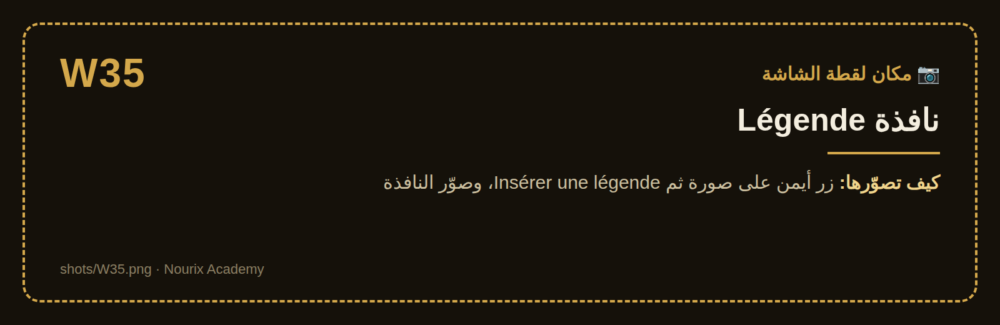 W35
📷 مكان لقطة الشاشة
نافذة Légende
كيف تصوّرها: زر أيمن على صورة ثم Insérer une légende، وصوّر النافذة
shots/W35.png · Nourix Academy